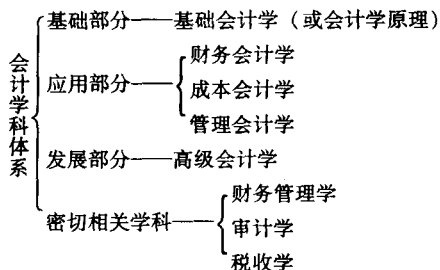 会计学科体系
基础部分——基础会计学（或会计学原理）
应用部分——
财务会计学
成本会计学
管理会计学
发展部分——高级会计学
密切相关学科——
财务管理学
审计学
税收学